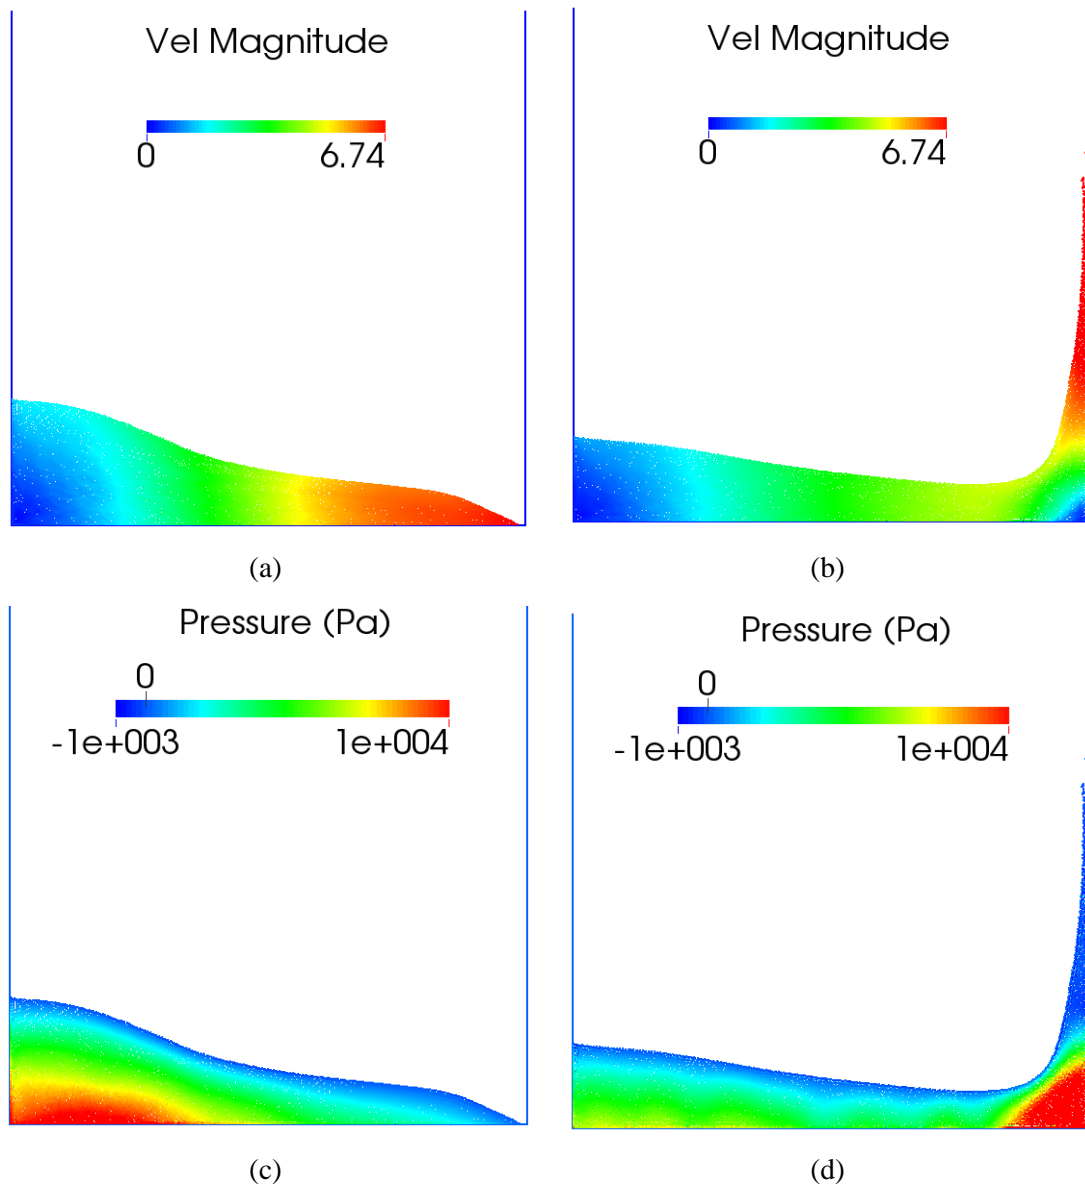 Vel Magnitude
0 6.74
(a)
Vel Magnitude
0 6.74
(b)
Pressure (Pa)
0
-1e+003 1e+004
(c)
Pressure (Pa)
0
-1e+003 1e+004
(d)